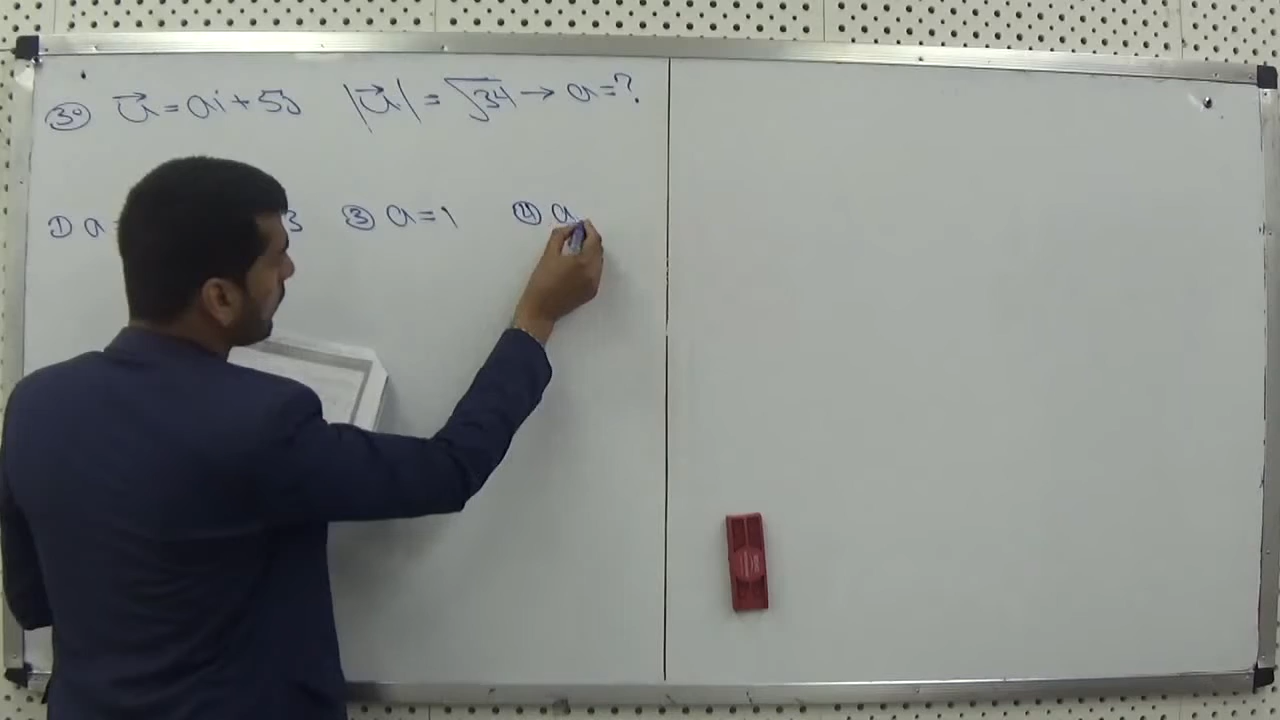 30 u⃗ = ai + 5j |u⃗| = √34 → a = ?
① a = 3 ③ a = 1 ④ a